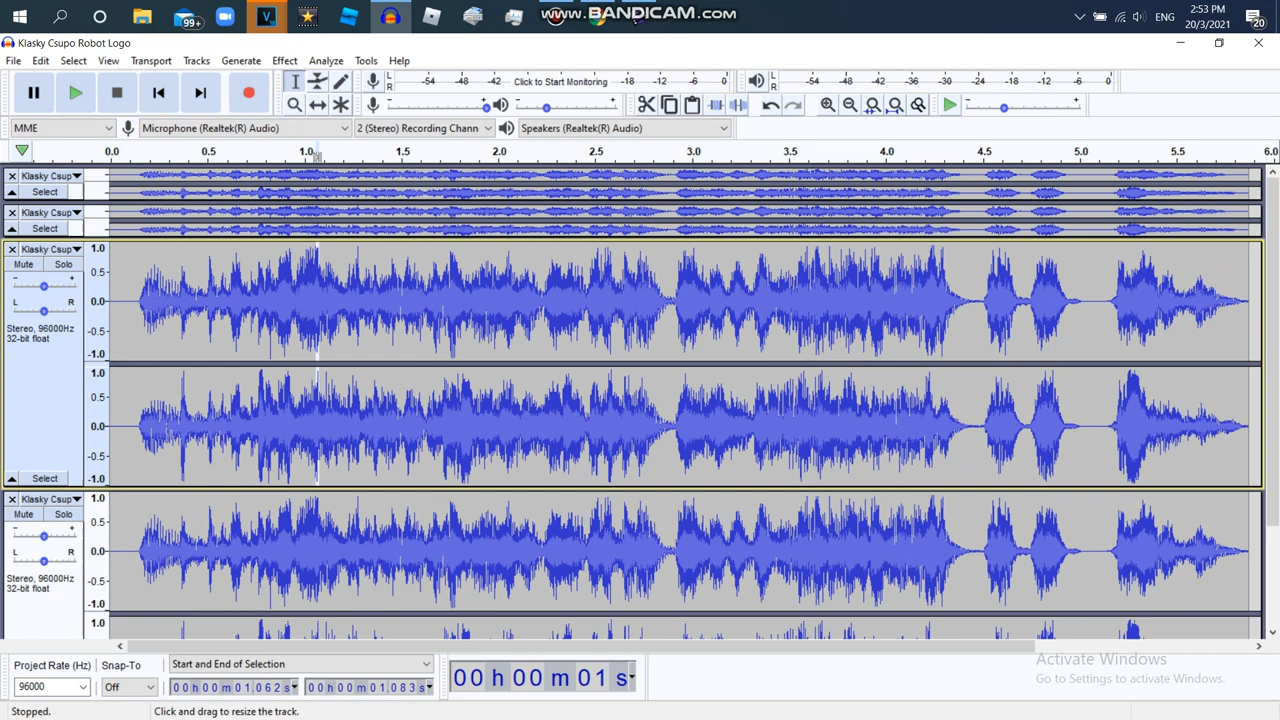 99+
www.BANDICAM.com
ENG
2:53 PM
20/3/2021
20
Klasky Csupo Robot Logo
File Edit Select View Transport Tracks Generate Effect Analyze Tools Help
L R -54 -48 -42 Click to Start Monitoring -18 -12 -6 0
L R -54 -48 -42 -36 -30 -24 -18 -12 -6 0
MME Microphone (Realtek(R) Audio) 2 (Stereo) Recording Chann Speakers (Realtek(R) Audio)
0.0 0.5 1.0 1.5 2.0 2.5 3.0 3.5 4.0 4.5 5.0 5.5 6.0
Klasky Csup
Select
Klasky Csup
Select
Klasky Csup 1.0
Mute Solo
- + 0.5
L R 0.0
Stereo, 96000Hz -0.5
32-bit float
-1.0
1.0
0.5
0.0
-0.5
Select -1.0
Klasky Csup 1.0
Mute Solo 0.5
- +
L R 0.0
Stereo, 96000Hz -0.5
32-bit float
-1.0
1.0
Project Rate (Hz) Snap-To Start and End of Selection
96000 Off 00 h 00 m 01.062 s 00 h 00 m 01.083 s
00 h 00 m 01 s
Activate Windows
Go to Settings to activate Windows.
Stopped. Click and drag to resize the track.